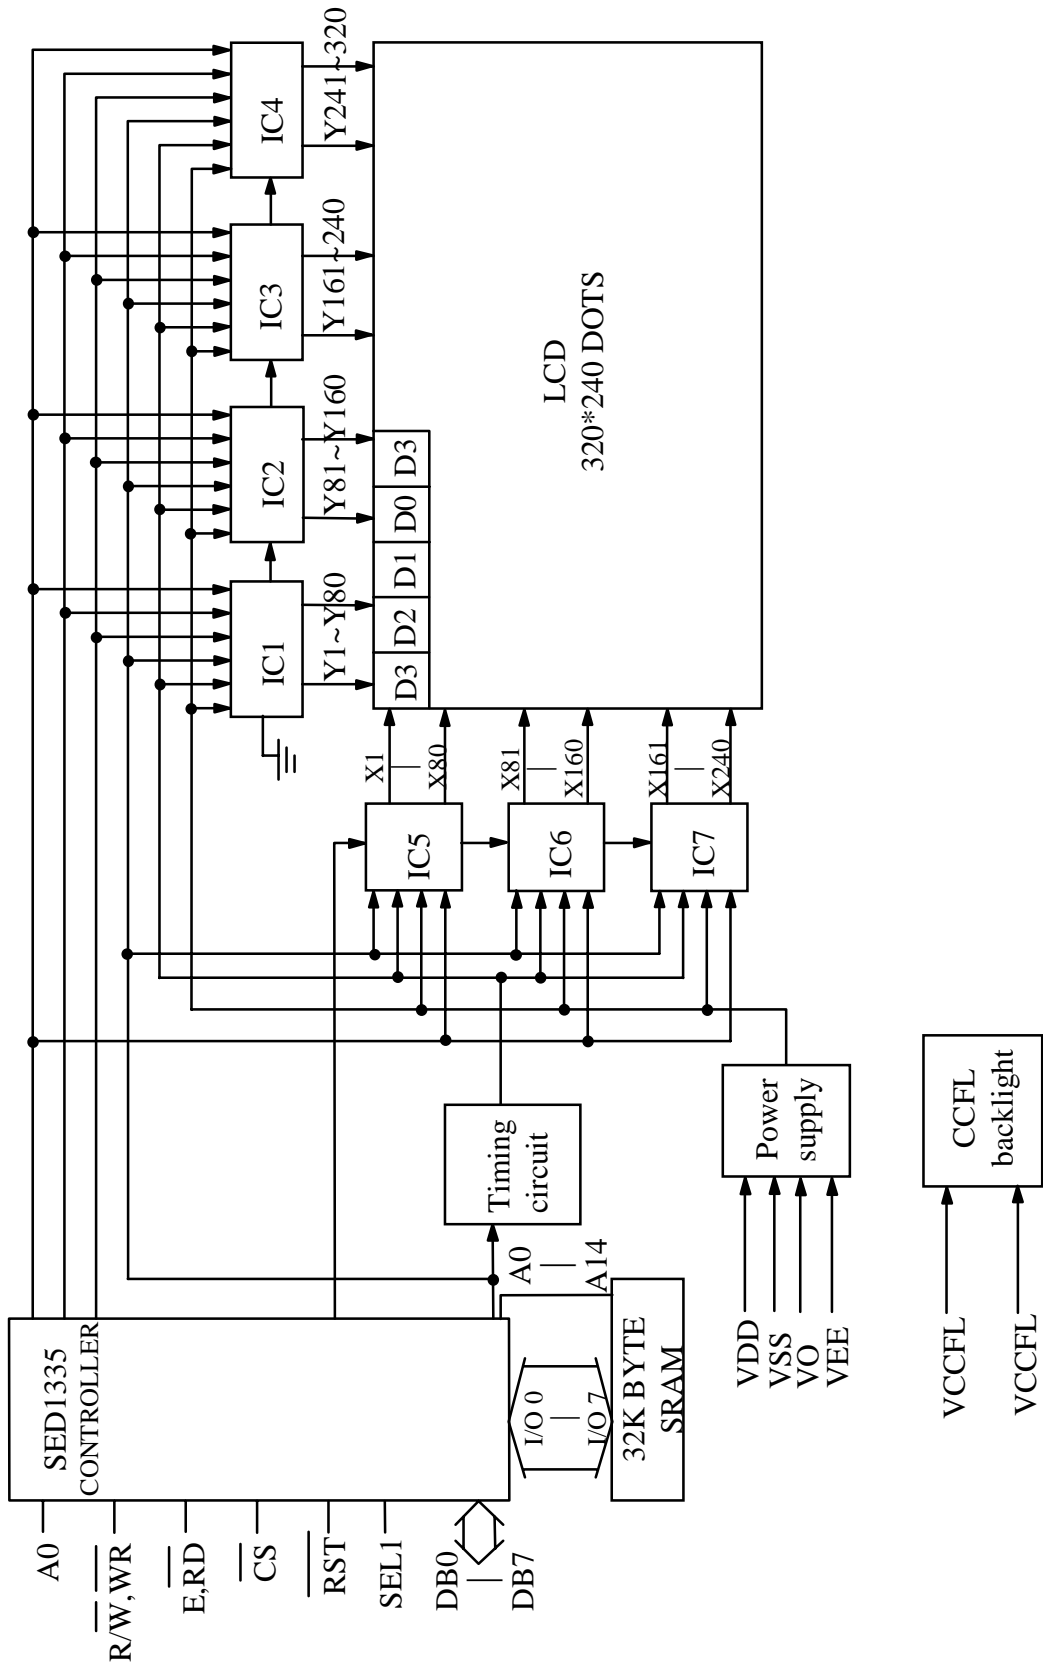 A0
R/W,WR
E,RD
CS
RST
SEL1
DB0
DB7
SED1335
CONTROLLER
I/O 0
I/O 7
32K BYTE
SRAM
A0
A14
Timing
circuit
VDD
VSS
VO
VEE
Power
supply
VCCFL
VCCFL
CCFL
backlight
IC5
IC6
IC7
X1
X80
X81
X160
X161
X240
IC1
IC2
IC3
IC4
Y1~Y80
Y81~Y160
Y161~240
Y241~320
D3
D2
D1
D0
D3
LCD
320*240 DOTS